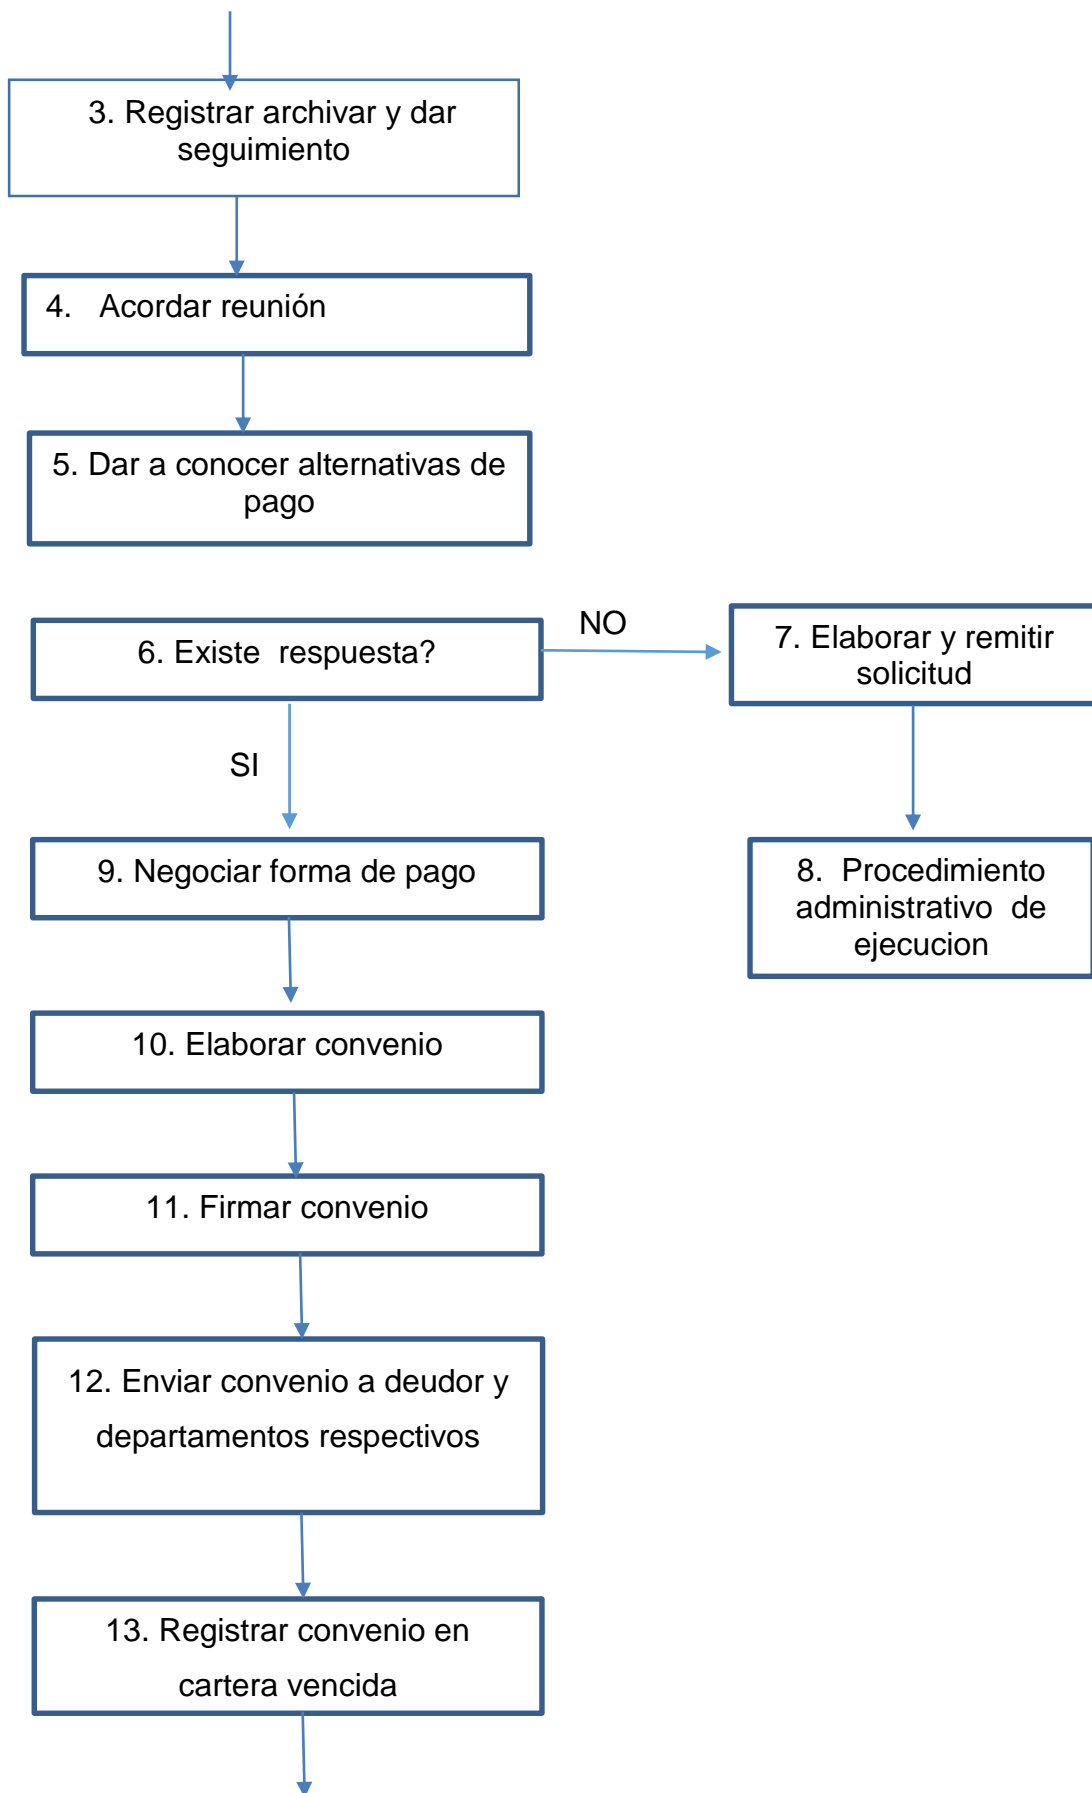 3. Registrar archivar y dar
seguimiento
4. Acordar reunión
5. Dar a conocer alternativas de
pago
6. Existe respuesta?
NO
7. Elaborar y remitir
solicitud
SI
8. Procedimiento
administrativo de
ejecucion
9. Negociar forma de pago
10. Elaborar convenio
11. Firmar convenio
12. Enviar convenio a deudor y
departamentos respectivos
13. Registrar convenio en
cartera vencida